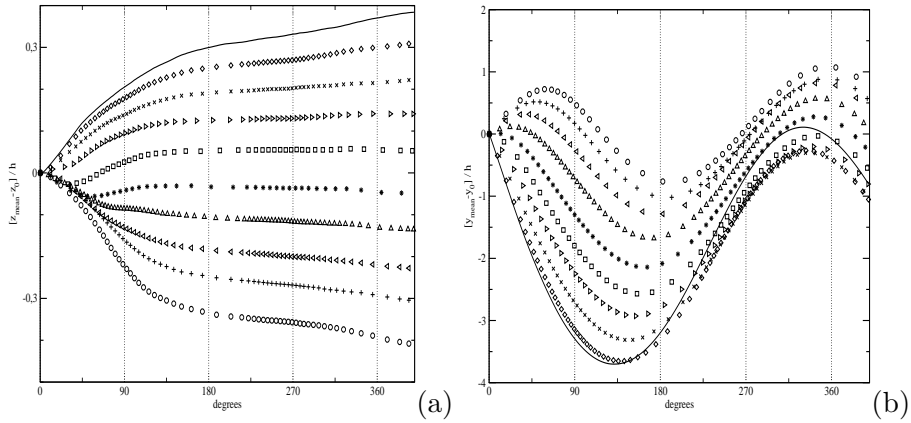 0,3
0
-0,3
[z_mean-z_0] / h
0 90 180 270 360
degrees
(a)
2
1
0
-1
-2
-3
-4
[y_mean-y_0] / h
0 90 180 270 360
degrees
(b)